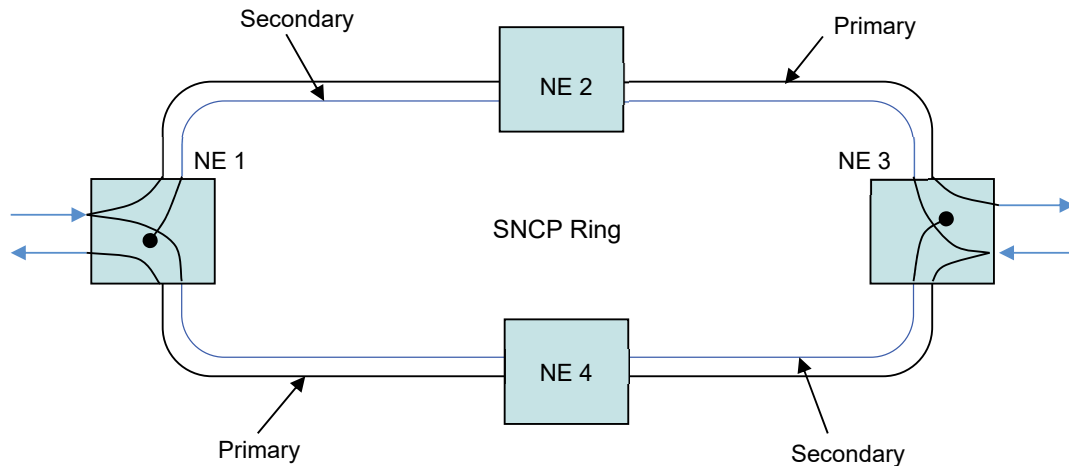 Secondary
Primary
NE 2
NE 1
NE 3
SNCP Ring
NE 4
Primary
Secondary